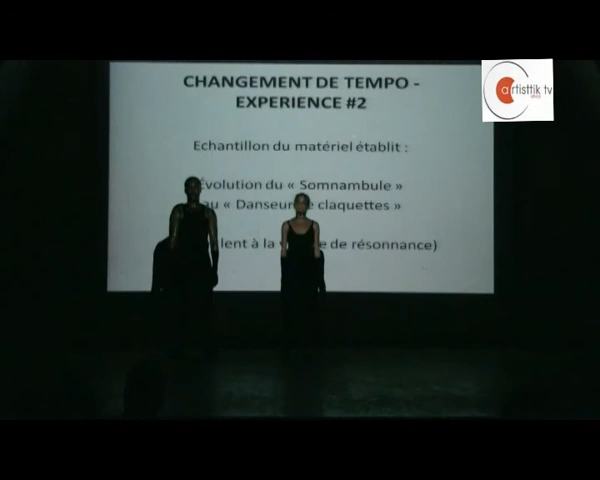 CHANGEMENT DE TEMPO -
EXPERIENCE #2
Echantillon du matériel établit :
Évolution du « Somnambule »
au « Danseur e claquettes »
lent à la e de résonnance)
artisttik tv